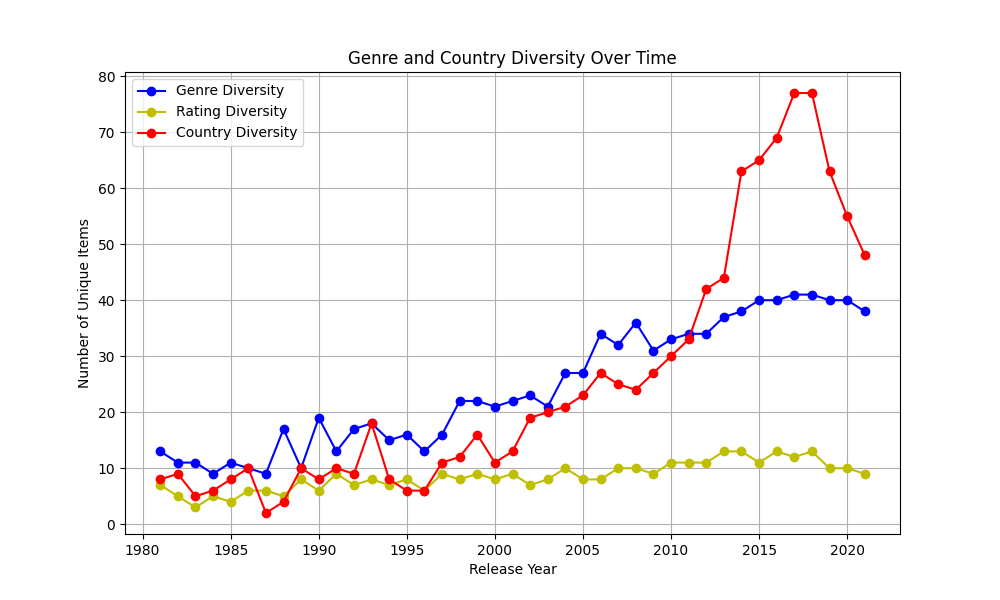 Genre and Country Diversity Over Time
Genre Diversity
Rating Diversity
Country Diversity
Number of Unique Items
80
70
60
50
40
30
20
10
0
1980 1985 1990 1995 2000 2005 2010 2015 2020
Release Year